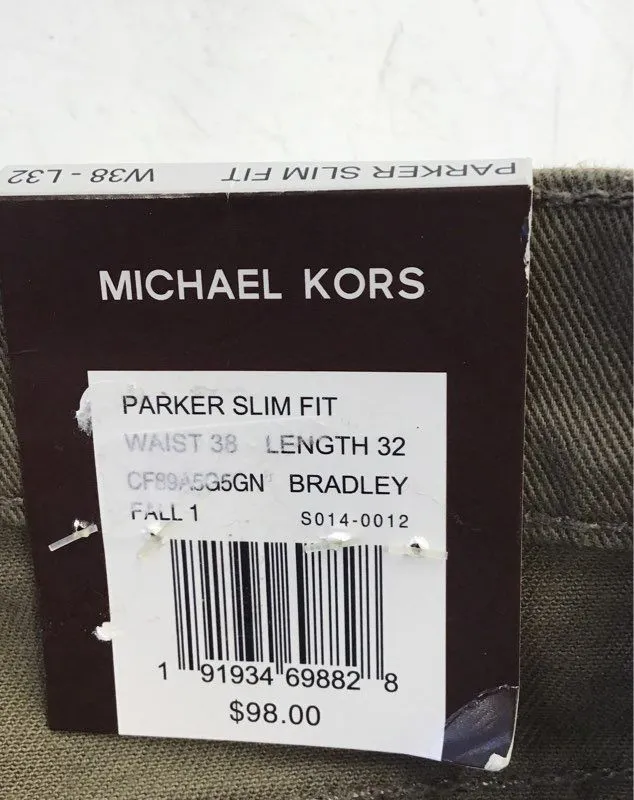 PARKER SLIM FIT W38 - L32
MICHAEL KORS
PARKER SLIM FIT
WAIST 38 LENGTH 32
CF89A5G5GN BRADLEY
FALL 1 S014-0012
1 91934 69882 8
$98.00